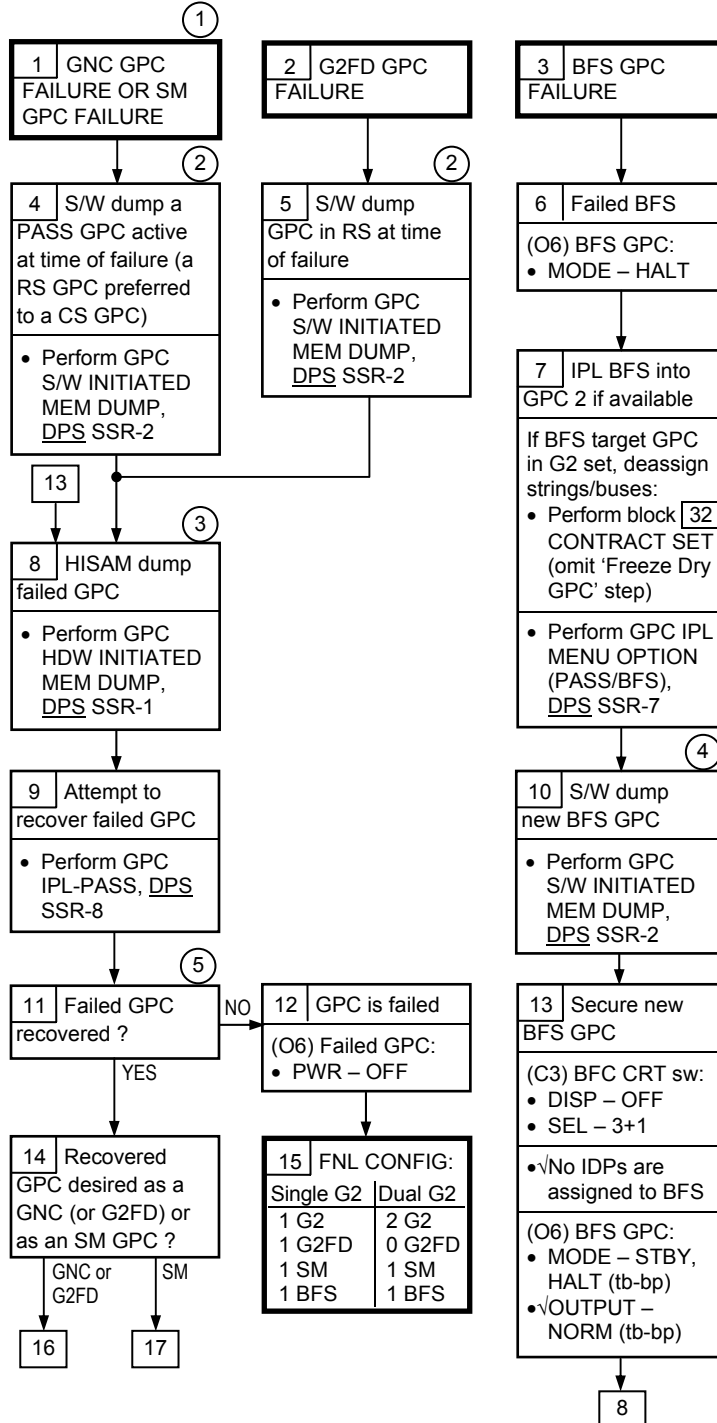 1
1 GNC GPC
FAILURE OR SM
GPC FAILURE
2 G2FD GPC
FAILURE
3 BFS GPC
FAILURE
2
4 S/W dump a
PASS GPC active
at time of failure (a
RS GPC preferred
to a CS GPC)
• Perform GPC
S/W INITIATED
MEM DUMP,
DPS SSR-2
2
5 S/W dump
GPC in RS at time
of failure
• Perform GPC
S/W INITIATED
MEM DUMP,
DPS SSR-2
6 Failed BFS
(O6) BFS GPC:
• MODE – HALT
7 IPL BFS into
GPC 2 if available
If BFS target GPC
in G2 set, deassign
strings/buses:
• Perform block 32
CONTRACT SET
(omit 'Freeze Dry
GPC' step)
• Perform GPC IPL
MENU OPTION
(PASS/BFS),
DPS SSR-7
13
3
8 HISAM dump
failed GPC
• Perform GPC
HDW INITIATED
MEM DUMP,
DPS SSR-1
9 Attempt to
recover failed GPC
• Perform GPC
IPL-PASS, DPS
SSR-8
4
10 S/W dump
new BFS GPC
• Perform GPC
S/W INITIATED
MEM DUMP,
DPS SSR-2
5
11 Failed GPC
recovered ?
NO
YES
12 GPC is failed
(O6) Failed GPC:
• PWR – OFF
13 Secure new
BFS GPC
(C3) BFC CRT sw:
• DISP – OFF
• SEL – 3+1
•√No IDPs are
assigned to BFS
(O6) BFS GPC:
• MODE – STBY,
HALT (tb-bp)
•√OUTPUT –
NORM (tb-bp)
8
14 Recovered
GPC desired as a
GNC (or G2FD) or
as an SM GPC ?
GNC or
G2FD
SM
16
17
15 FNL CONFIG:
Single G2 Dual G2
1 G2 2 G2
1 G2FD 0 G2FD
1 SM 1 SM
1 BFS 1 BFS